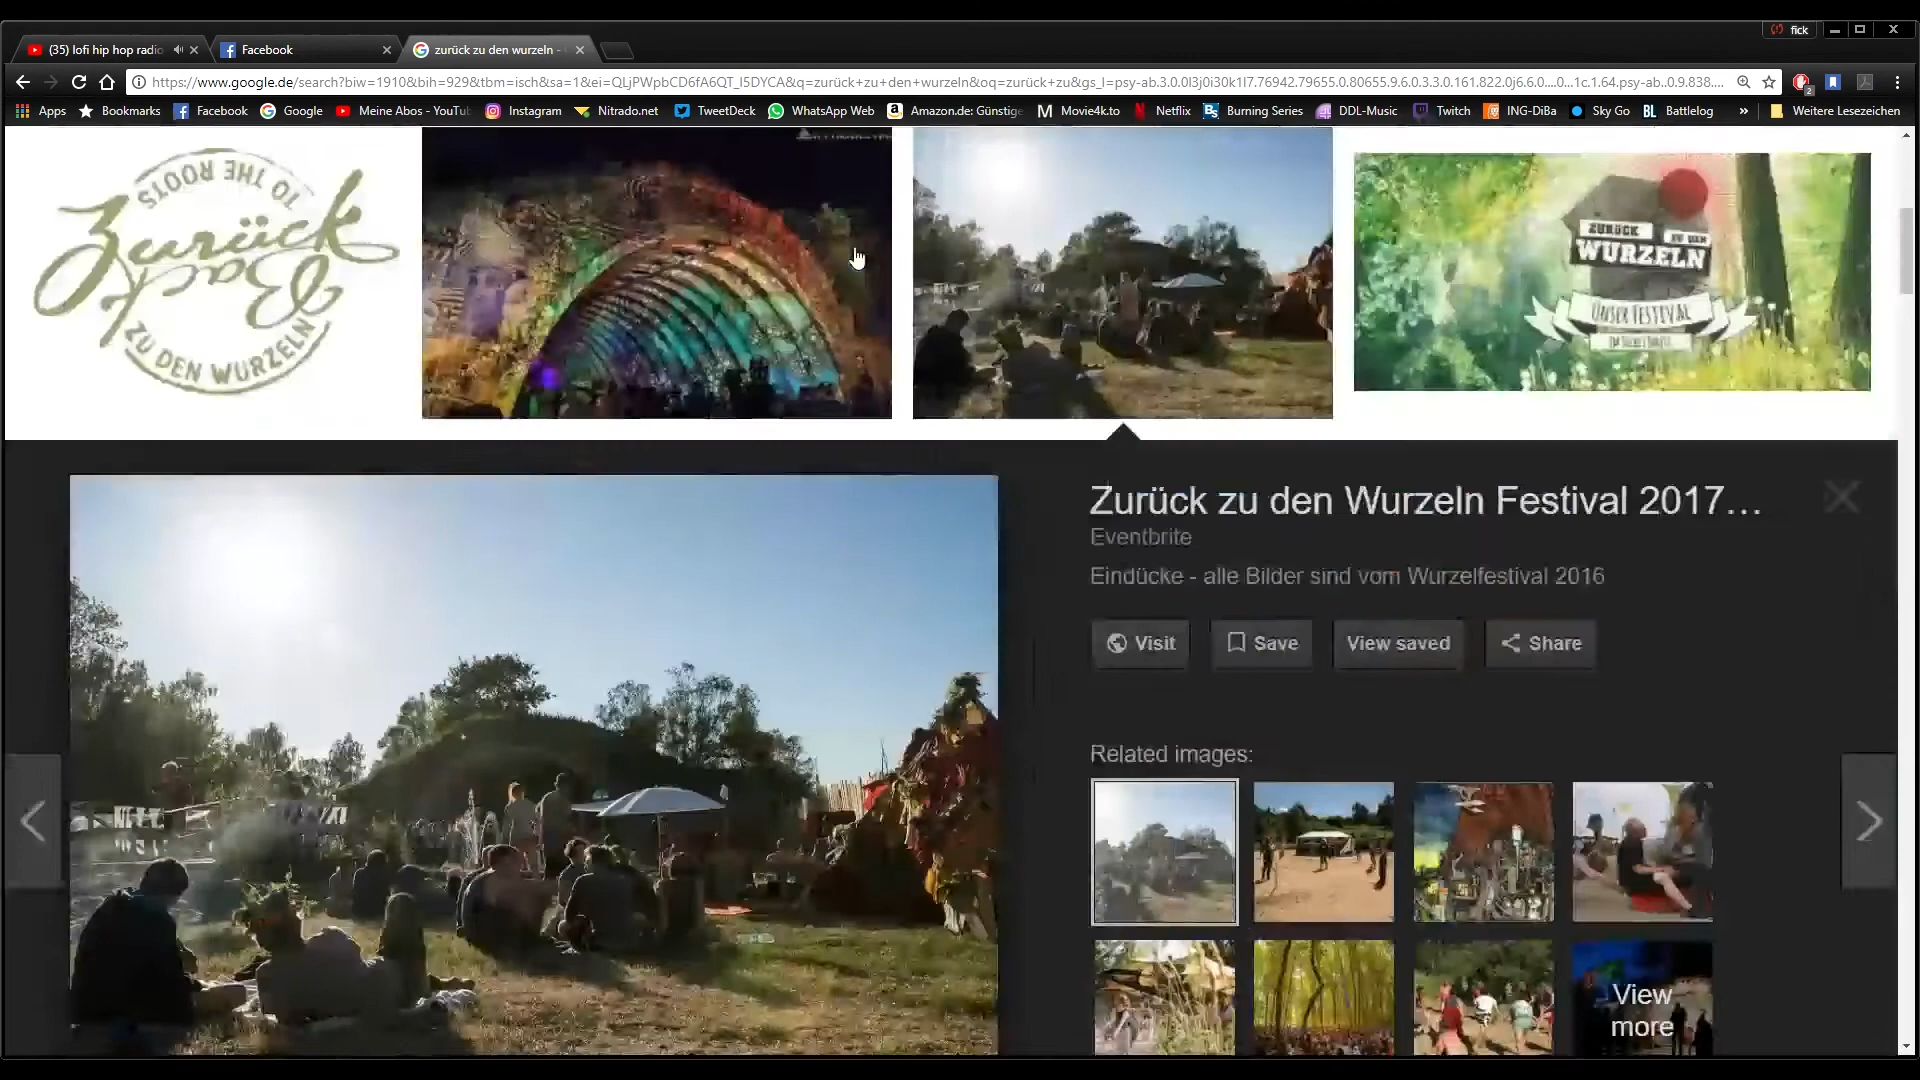 fick
(35) lofi hip hop radio
Facebook
zurück zu den wurzeln -
https://www.google.de/search?biw=1910&bih=929&tbm=isch&sa=1&ei=QLjPWpbCD6fA6QT_I5DYCA&q=zurück+zu+den+wurzeln&oq=zurück+zu&gs_l=psy-ab.3.0.0l3j0i30k1l7.76942.79655.0.80655.9.6.0.3.3.0.161.822.0j6.6.0....0...1c.1.64.psy-ab..0.9.838....
2
Apps Bookmarks Facebook Google Meine Abos - YouTu Instagram Nitrado.net TweetDeck WhatsApp Web Amazon.de: Günstige Movie4k.to Netflix Burning Series DDL-Music Twitch ING-DiBa Sky Go Battlelog » Weitere Lesezeichen
TO THE ROOTS
Zurück
Back
ZU DEN WURZELN
ZURÜCK ZU DEN
WURZELN
UNSER FESTIVAL
Zurück zu den Wurzeln Festival 2017...
Eventbrite
Eindücke - alle Bilder sind vom Wurzelfestival 2016
Visit Save View saved Share
Related images:
View
more